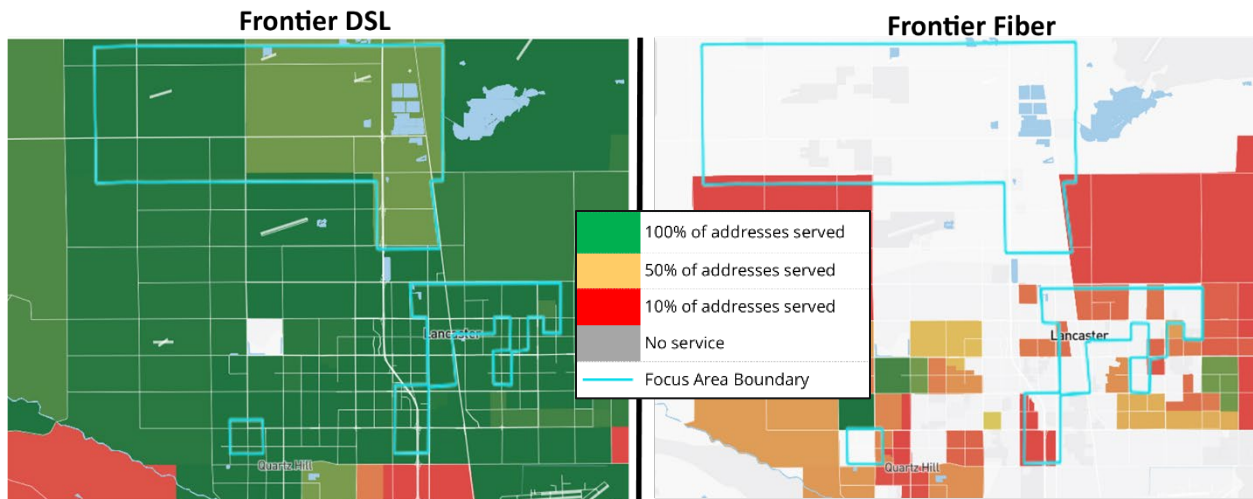 Frontier DSL
Frontier Fiber
100% of addresses served
50% of addresses served
10% of addresses served
No service
Focus Area Boundary
Lancaster
Quartz Hill
Lancaster
Quartz Hill